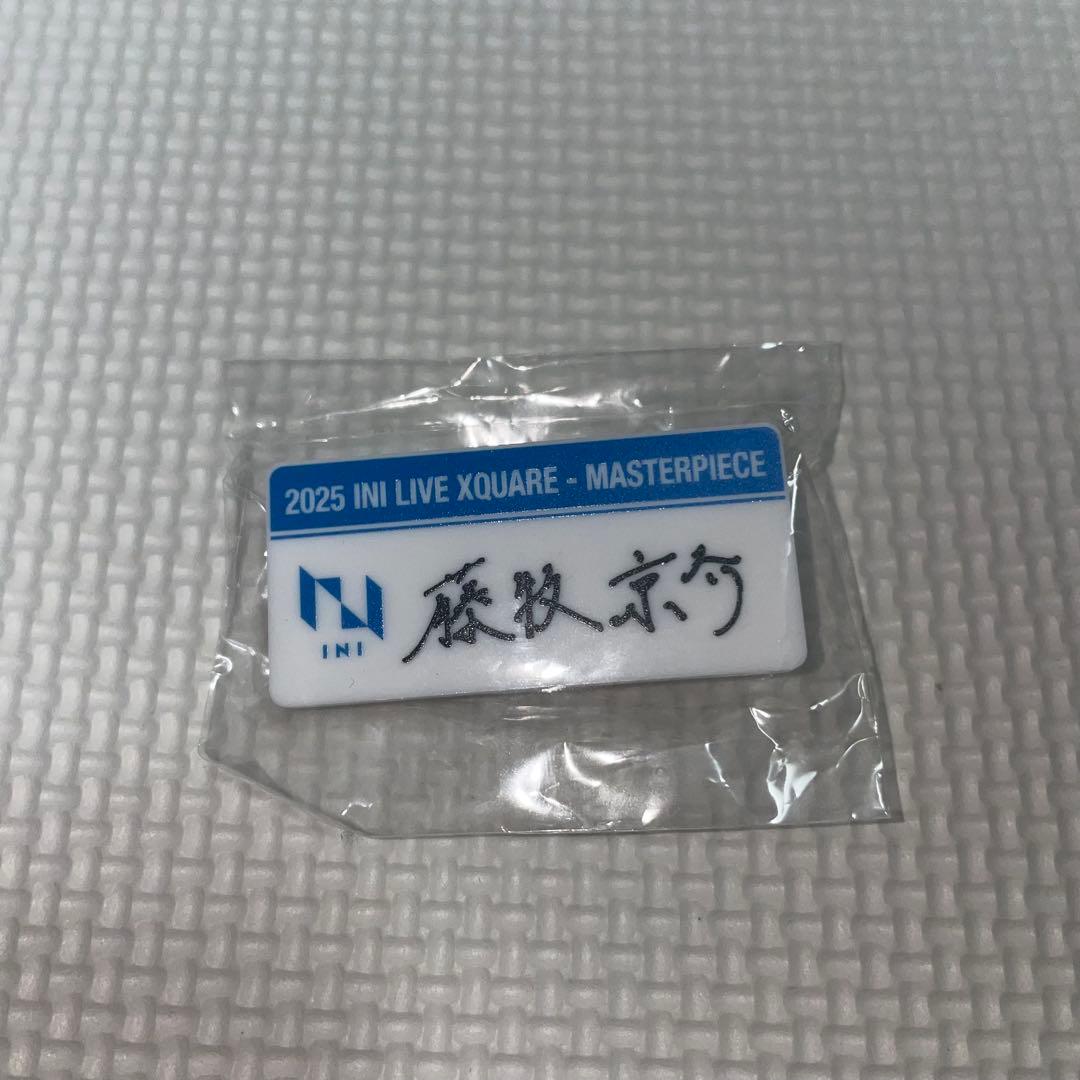 2025 INI LIVE XQUARE - MASTERPIECE
藤牧 京介
INI